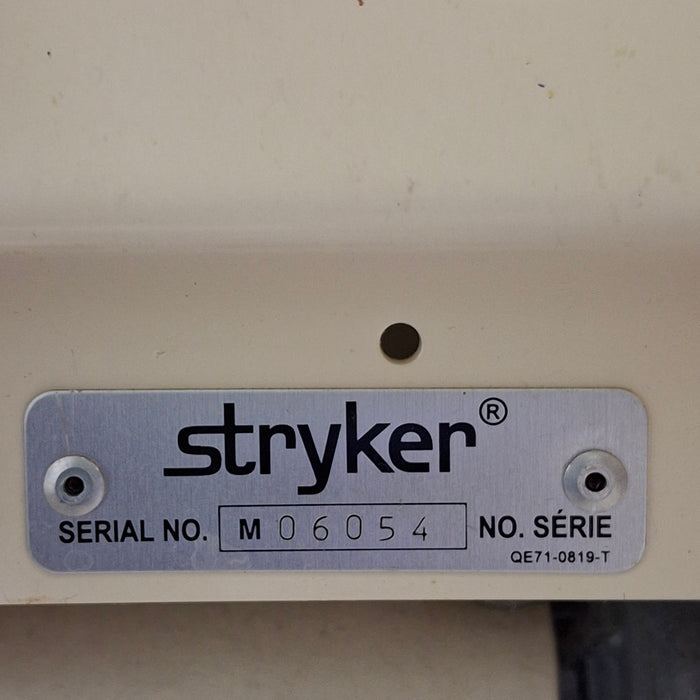 stryker®
SERIAL NO. M 06054 NO. SÉRIE
QE71-0819-T